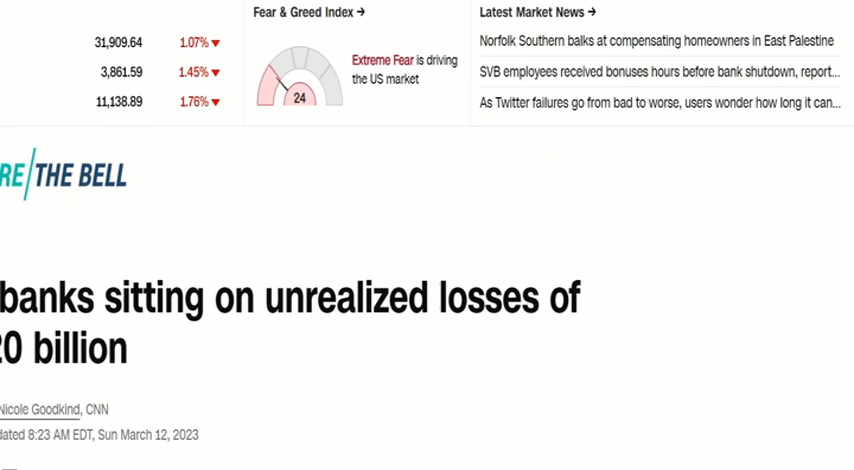 Fear & Greed Index →
Latest Market News →
31,909.64 1.07%
3,861.59 1.45%
11,138.89 1.76%
24
Extreme Fear is driving
the US market
Norfolk Southern balks at compensating homeowners in East Palestine
SVB employees received bonuses hours before bank shutdown, report...
As Twitter failures go from bad to worse, users wonder how long it can...
RE/THE BELL
banks sitting on unrealized losses of
20 billion
Nicole Goodkind, CNN
dated 8:23 AM EDT, Sun March 12, 2023